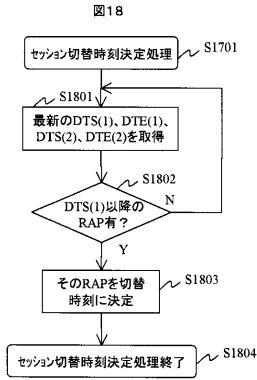 図18
セッション切替時刻決定処理
S1701
S1801
最新のDTS(1)、DTE(1)、
DTS(2)、DTE(2)を取得
S1802
DTS(1)以降の
RAP有？
N
Y
そのRAPを切替
時刻に決定
S1803
セッション切替時刻決定処理終了
S1804